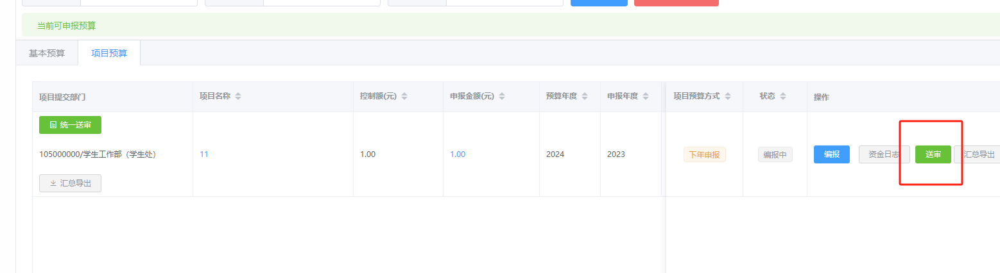 当前可申报预算
基本预算 项目预算
项目提交部门 项目名称 控制额(元) 申报金额(元) 预算年度 申报年度 项目预算方式 状态 操作
统一送审
105000000/学生工作部（学生处） 11 1.00 1.00 2024 2023 下年申报 编报中 编报 资金日志 送审 汇总导出
汇总导出